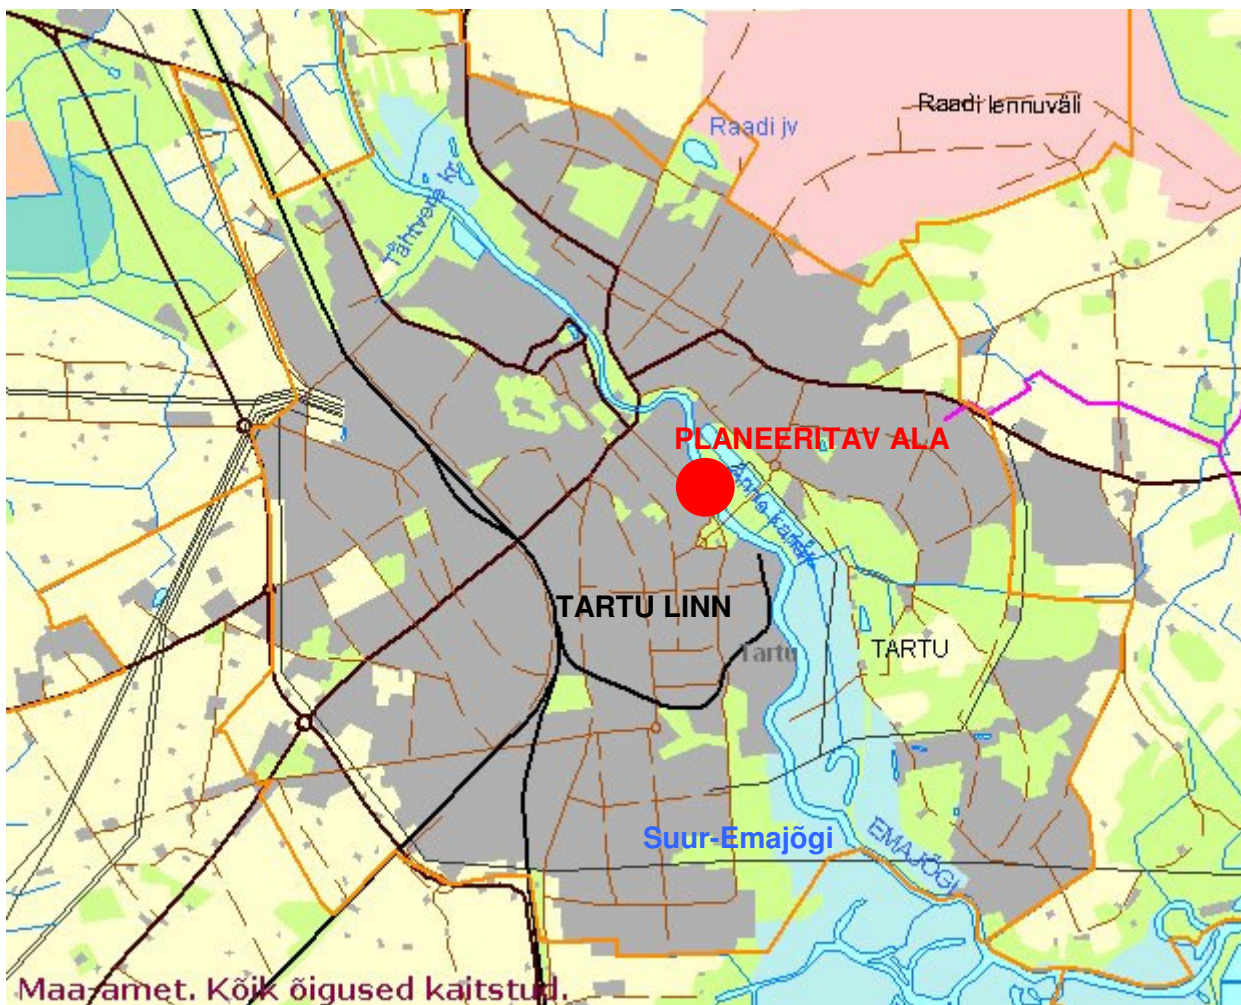 Raadi lennuväli
Raadi jv
Tähtvere kr
PLANEERITAV ALA
Anne kanal
TARTU LINN
Tartu
TARTU
Suur-Emajõgi
EMAJÕGI
Maa-amet. Kõik õigused kaitstud.